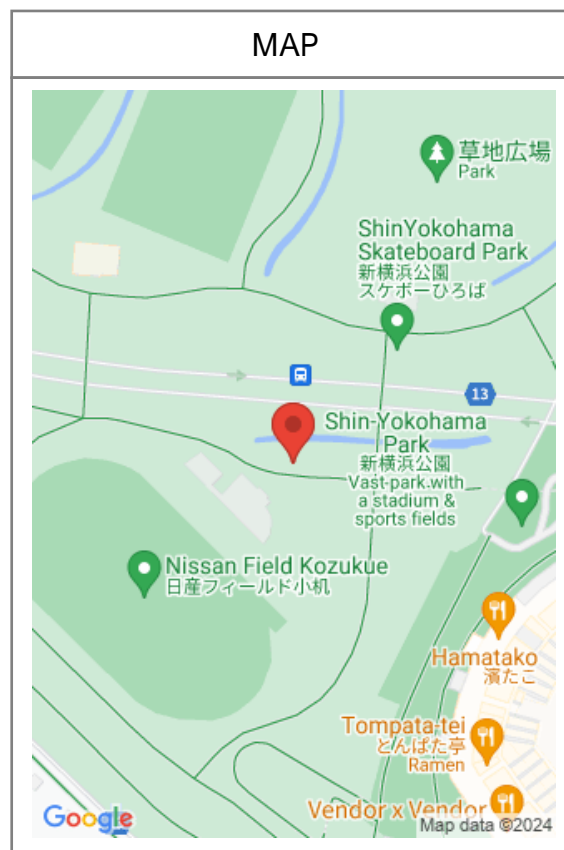 MAP
草地広場
Park
ShinYokohama
Skateboard Park
新横浜公園
スケボーひろば
13
Shin-Yokohama
Park
新横浜公園
Vast park with
a stadium &
sports fields
Nissan Field Kozukue
日産フィールド小机
Hamatako
濱たこ
Tompata-tei
とんぱた亭
Ramen
Vendor x Vendor
Google
Map data ©2024